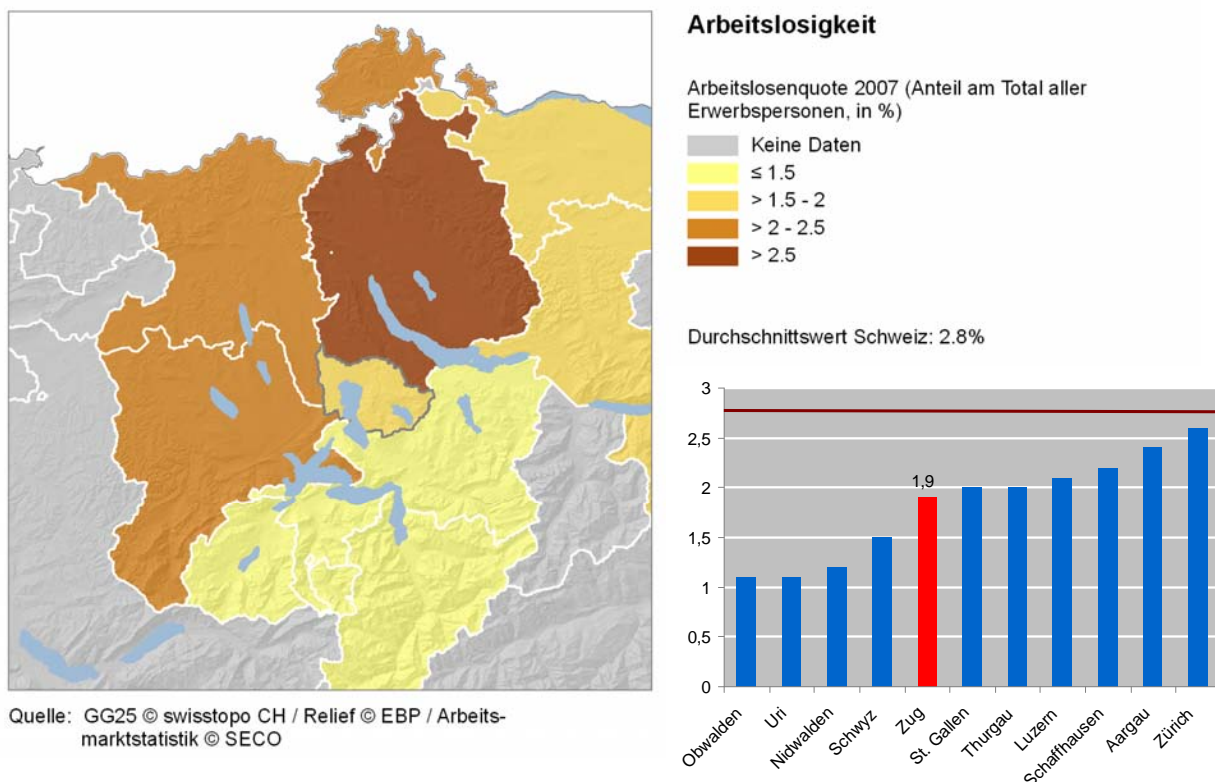 Arbeitslosigkeit
Arbeitslosenquote 2007 (Anteil am Total aller
Erwerbspersonen, in %)
Keine Daten
≤ 1.5
> 1.5 - 2
> 2 - 2.5
> 2.5
Durchschnittswert Schweiz: 2.8%
3
2,5
2
1,5
1
0,5
0
1,9
Obwalden
Uri
Nidwalden
Schwyz
Zug
St. Gallen
Thurgau
Luzern
Schaffhausen
Aargau
Zürich
Quelle: GG25 © swisstopo CH / Relief © EBP / Arbeits-
marktstatistik © SECO